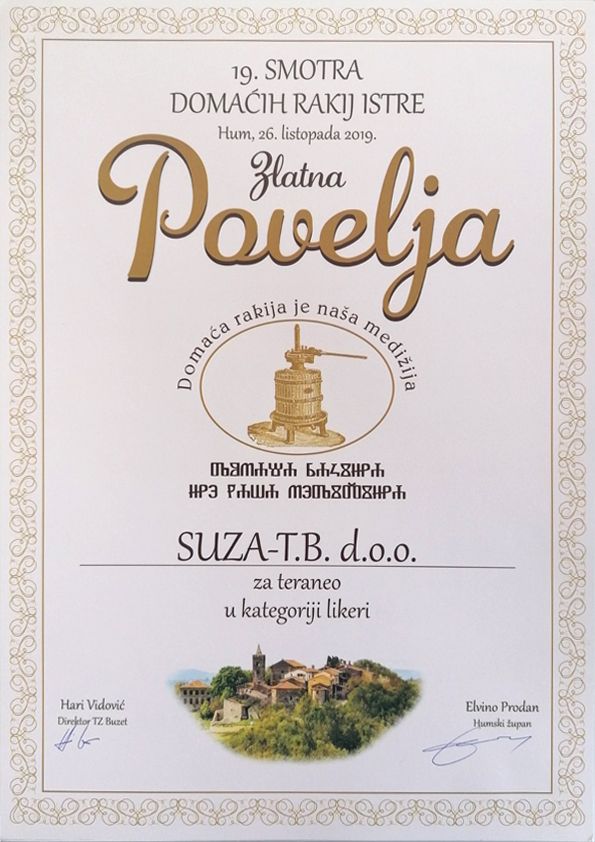 19. SMOTRA
DOMAĆIH RAKIJ ISTRE
Hum, 26. listopada 2019.
Zlatna
Povelja
Domaća rakija je naša medižija
SUZA-T.B. d.o.o.
za teraneo
u kategoriji likeri
Hari Vidović
Direktor TZ Buzet
Elvino Prodan
Humski župan